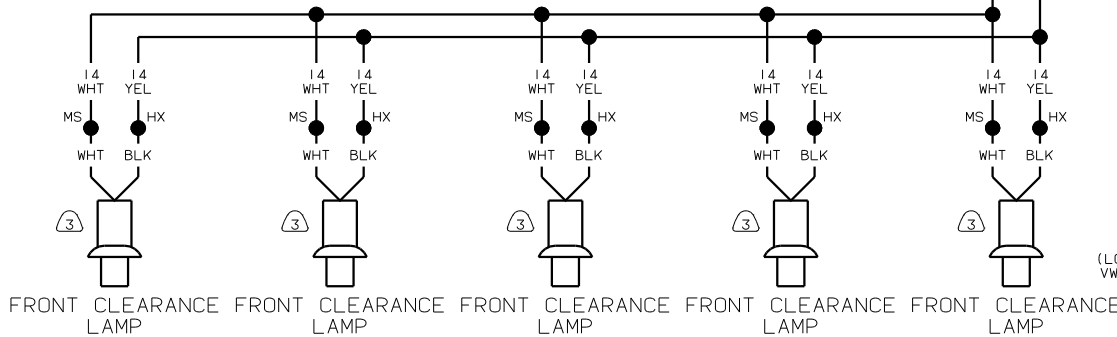 14 14 14 14 14 14 14 14 14 14
WHT YEL WHT YEL WHT YEL WHT YEL WHT YEL
MS HX MS HX MS HX MS HX MS HX
WHT BLK WHT BLK WHT BLK WHT BLK WHT BLK
3 3 3 3 3
(LO
VW
FRONT CLEARANCE FRONT CLEARANCE FRONT CLEARANCE FRONT CLEARANCE FRONT CLEARANCE
LAMP LAMP LAMP LAMP LAMP